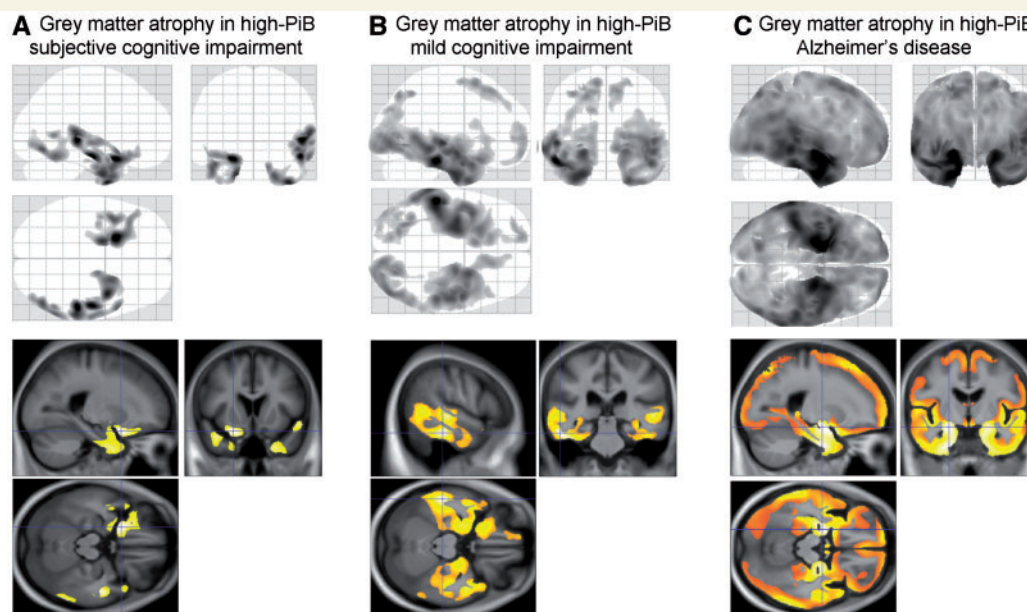 A Grey matter atrophy in high-PiB
subjective cognitive impairment
B Grey matter atrophy in high-PiB
mild cognitive impairment
C Grey matter atrophy in high-PiB
Alzheimer's disease